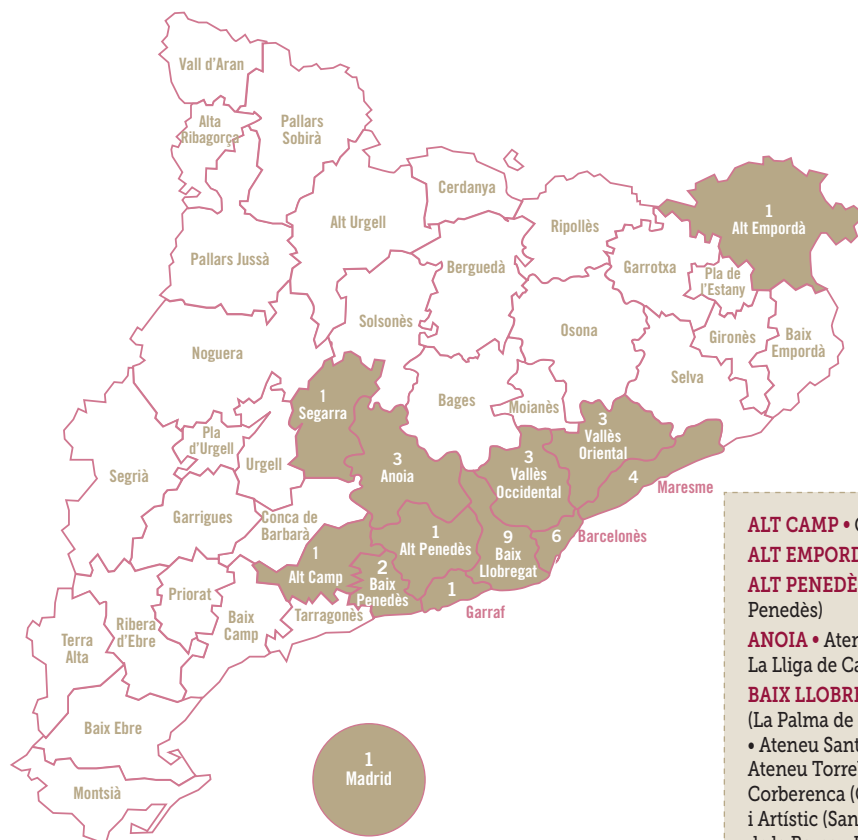 Vall d'Aran
Alta
Ribagorça
Pallars
Sobirà
Cerdanya
Alt Urgell
Ripollès
1
Alt Empordà
Pallars Jussà
Berguedà
Garrotxa
Pla de
l'Estany
Solsonès
Osona
Gironès
Baix
Empordà
Noguera
Selva
1
Segarra
Bages
Moianès
3
Vallès
Oriental
Pla
d'Urgell
Urgell
3
Anoia
3
Vallès
Occidental
4
Maresme
Segrià
Garrigues
Conca de
Barbarà
1
Alt Penedès
9
Baix
Llobregat
6
Barcelonès
1
Alt Camp
2
Baix
Penedès
1
Garraf
Priorat
Tarragonès
Terra
Alta
Ribera
d'Ebre
Baix
Camp
Baix Ebre
Montsià
1
Madrid
ALT CAMP •
ALT EMPORD
ALT PENEDÈ
Penedès)
ANOIA • Aten
La Lliga de Ca
BAIX LLOBRE
(La Palma de
• Ateneu Sant
Ateneu Torre
Corberenca (
i Artístic (San